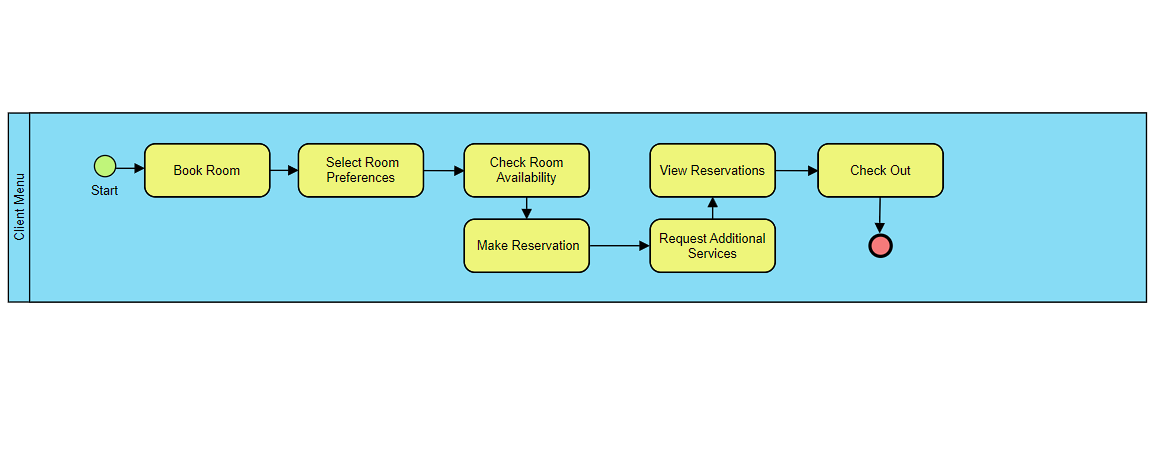 Client Menu
Start
Book Room
Select Room
Preferences
Check Room
Availability
Make Reservation
Request Additional
Services
View Reservations
Check Out